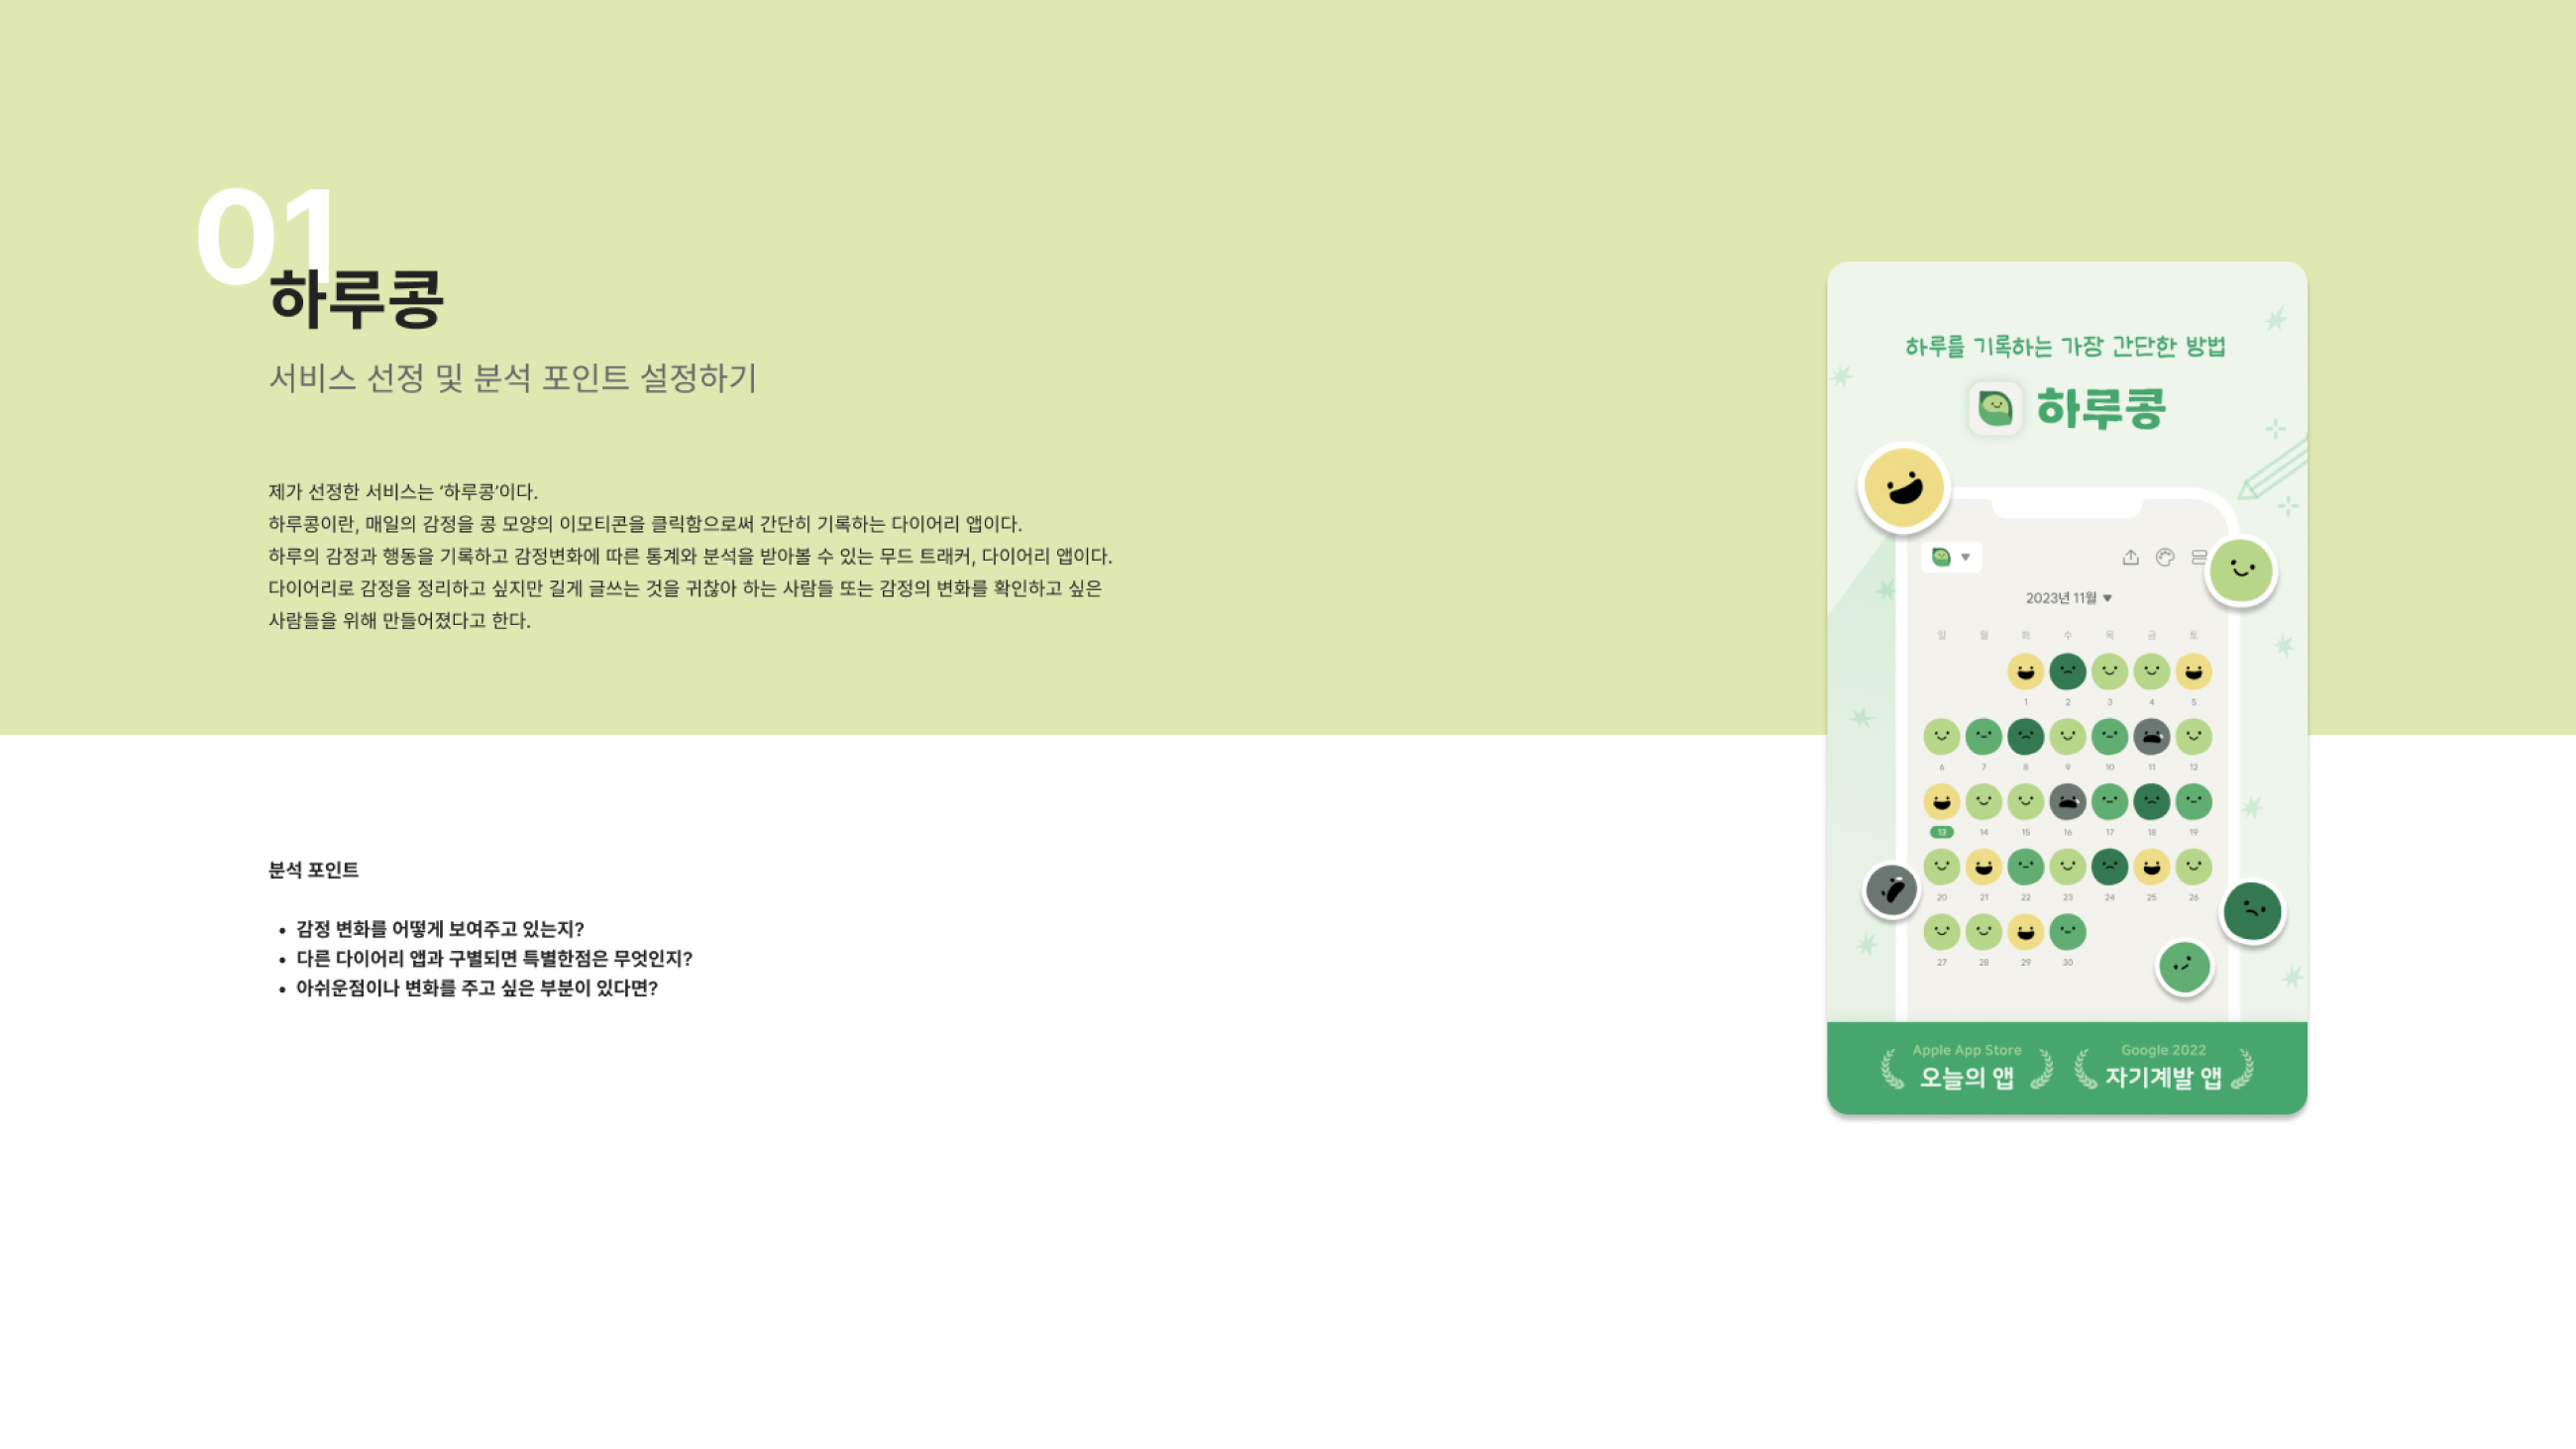 01
하루콩
서비스 선정 및 분석 포인트 설정하기
제가 선정한 서비스는 ‘하루콩’이다.
하루콩이란, 매일의 감정을 콩 모양의 이모티콘을 클릭함으로써 간단히 기록하는 다이어리 앱이다.
하루의 감정과 행동을 기록하고 감정변화에 따른 통계와 분석을 받아볼 수 있는 무드 트래커, 다이어리 앱이다.
다이어리로 감정을 정리하고 싶지만 길게 글쓰는 것을 귀찮아 하는 사람들 또는 감정의 변화를 확인하고 싶은
사람들을 위해 만들어졌다고 한다.
분석 포인트
• 감정 변화를 어떻게 보여주고 있는지?
• 다른 다이어리 앱과 구별되면 특별한점은 무엇인지?
• 아쉬운점이나 변화를 주고 싶은 부분이 있다면?
하루를 기록하는 가장 간단한 방법
하루콩
2023년 11월 ▼
일 월 화 수 목 금 토
1 2 3 4 5
6 7 8 9 10 11 12
13 14 15 16 17 18 19
20 21 22 23 24 25 26
27 28 29 30
Apple App Store
오늘의 앱
Google 2022
자기계발 앱